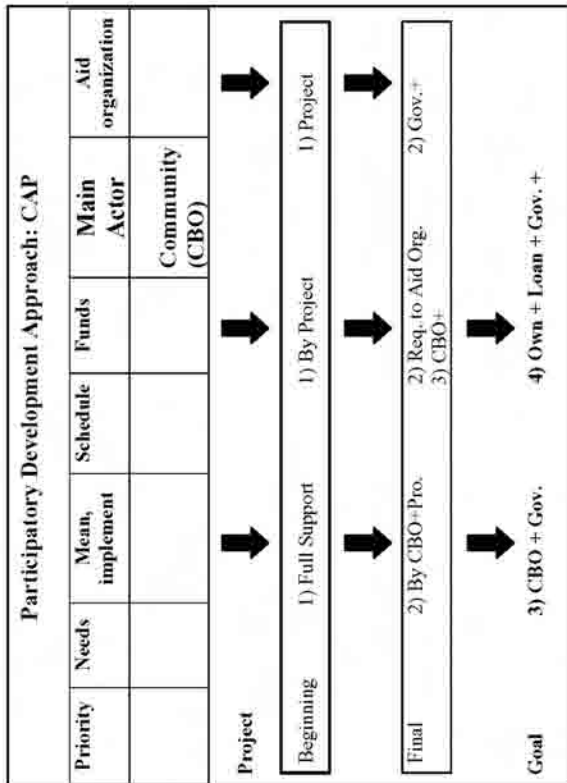 Participatory Development Approach: CAP
Priority
Needs
Mean,
implement
Schedule
Funds
Main
Actor
Aid
organization
Community
(CBO)
Project
Beginning
1) Full Support
1) By Project
1) Project
Final
2) By CBO+Pro.
2) Req. to Aid Org.
3) CBO+
2) Gov.+
Goal
3) CBO + Gov.
4) Own + Loan + Gov. +